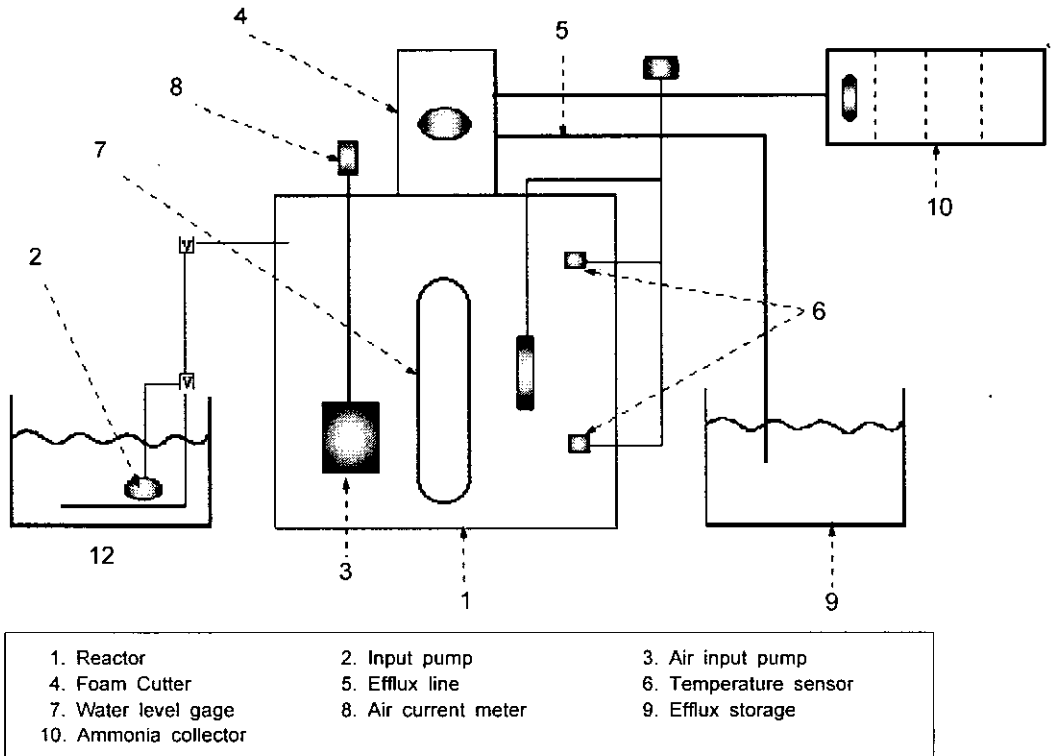 4
5
8
7
10
2
6
12
3
1
9
V
V
1. Reactor 2. Input pump 3. Air input pump
4. Foam Cutter 5. Efflux line 6. Temperature sensor
7. Water level gage 8. Air current meter 9. Efflux storage
10. Ammonia collector